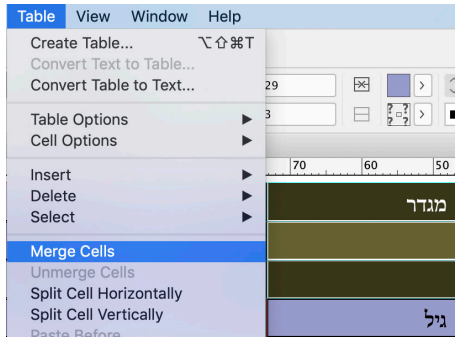 Table View Window Help
Create Table... ⌥⇧⌘T
Convert Text to Table...
Convert Table to Text...
29
3
Table Options ▶
Cell Options ▶
70 60 50
Insert ▶
Delete ▶
Select ▶
מגדר
Merge Cells
Unmerge Cells
Split Cell Horizontally
Split Cell Vertically
גיל
Paste Before